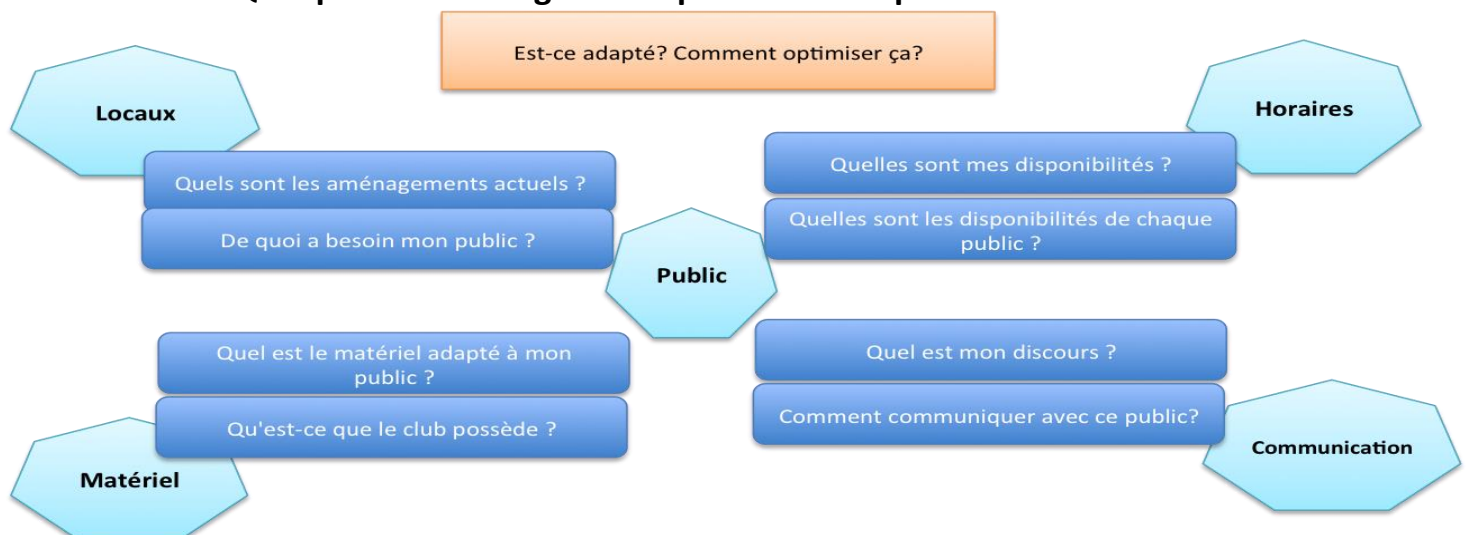 Est-ce adapté? Comment optimiser ça?
Locaux
Horaires
Quels sont les aménagements actuels ?
De quoi a besoin mon public ?
Quelles sont mes disponibilités ?
Quelles sont les disponibilités de chaque
public ?
Public
Quel est le matériel adapté à mon
public ?
Qu'est-ce que le club possède ?
Matériel
Quel est mon discours ?
Comment communiquer avec ce public?
Communication